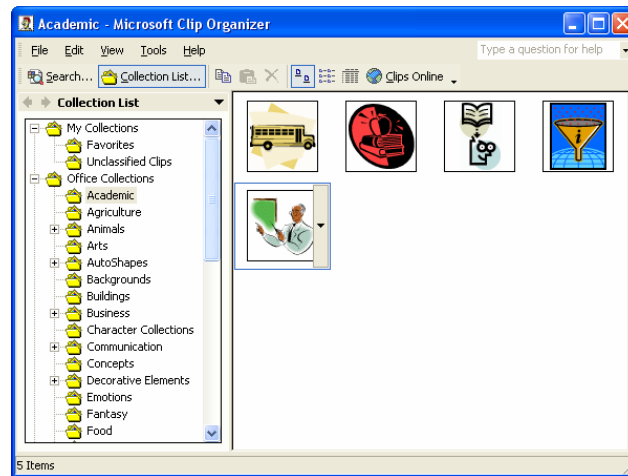 Academic - Microsoft Clip Organizer
File Edit View Tools Help Type a question for help
Search... Collection List... Clips Online
Collection List
My Collections
Favorites
Unclassified Clips
Office Collections
Academic
Agriculture
Animals
Arts
AutoShapes
Backgrounds
Buildings
Business
Character Collections
Communication
Concepts
Decorative Elements
Emotions
Fantasy
Food
i
5 Items